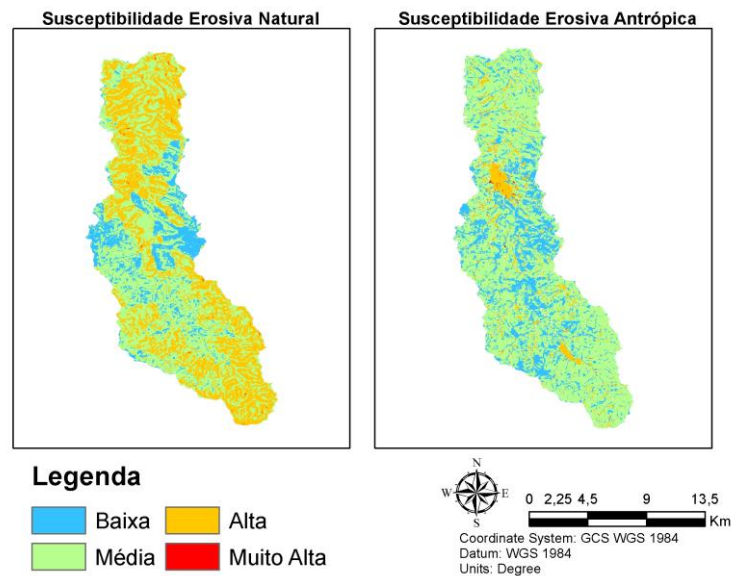 Susceptibilidade Erosiva Natural
Susceptibilidade Erosiva Antrópica
Legenda
Baixa
Alta
Média
Muito Alta
N
W
E
S
0 2,25 4,5 9 13,5
Km
Coordinate System: GCS WGS 1984
Datum: WGS 1984
Units: Degree